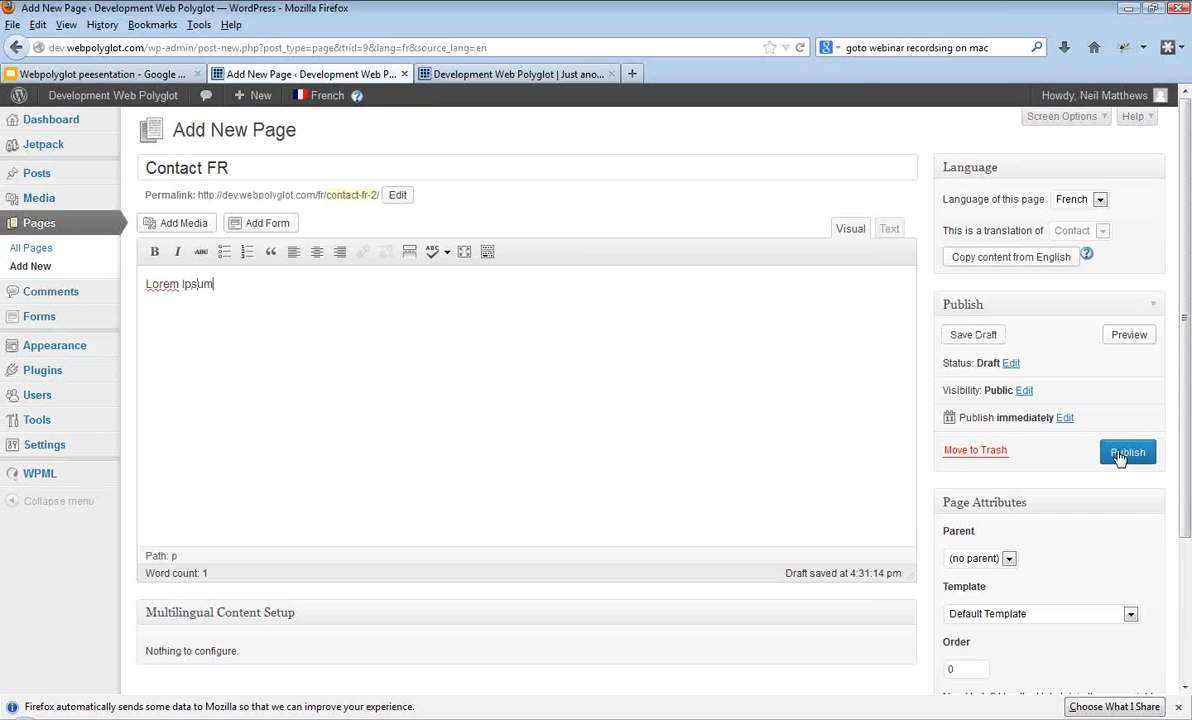 Add New Page ‹ Development Web Polyglot — WordPress - Mozilla Firefox
File Edit View History Bookmarks Tools Help
dev.webpolyglot.com/wp-admin/post-new.php?post_type=page&trid=9&lang=fr&source_lang=en
goto webinar recordsing on mac
Webpolyglot peesentation - Google ...
Add New Page ‹ Development Web P...
Development Web Polyglot | Just ano...
Development Web Polyglot
New
French
Howdy, Neil Matthews
Dashboard
Jetpack
Posts
Media
Pages
All Pages
Add New
Comments
Forms
Appearance
Plugins
Users
Tools
Settings
WPML
Collapse menu
Screen Options
Help
Add New Page
Contact FR
Permalink: http://dev.webpolyglot.com/fr/contact-fr-2/ Edit
Add Media
Add Form
Visual
Text
B I ABC ABC
Lorem Ipsum
Path: p
Word count: 1
Draft saved at 4:31:14 pm
Multilingual Content Setup
Nothing to configure.
Language
Language of this page French
This is a translation of Contact
Copy content from English
Publish
Save Draft
Preview
Status: Draft Edit
Visibility: Public Edit
Publish immediately Edit
Move to Trash
Publish
Page Attributes
Parent
(no parent)
Template
Default Template
Order
0
Firefox automatically sends some data to Mozilla so that we can improve your experience.
Choose What I Share